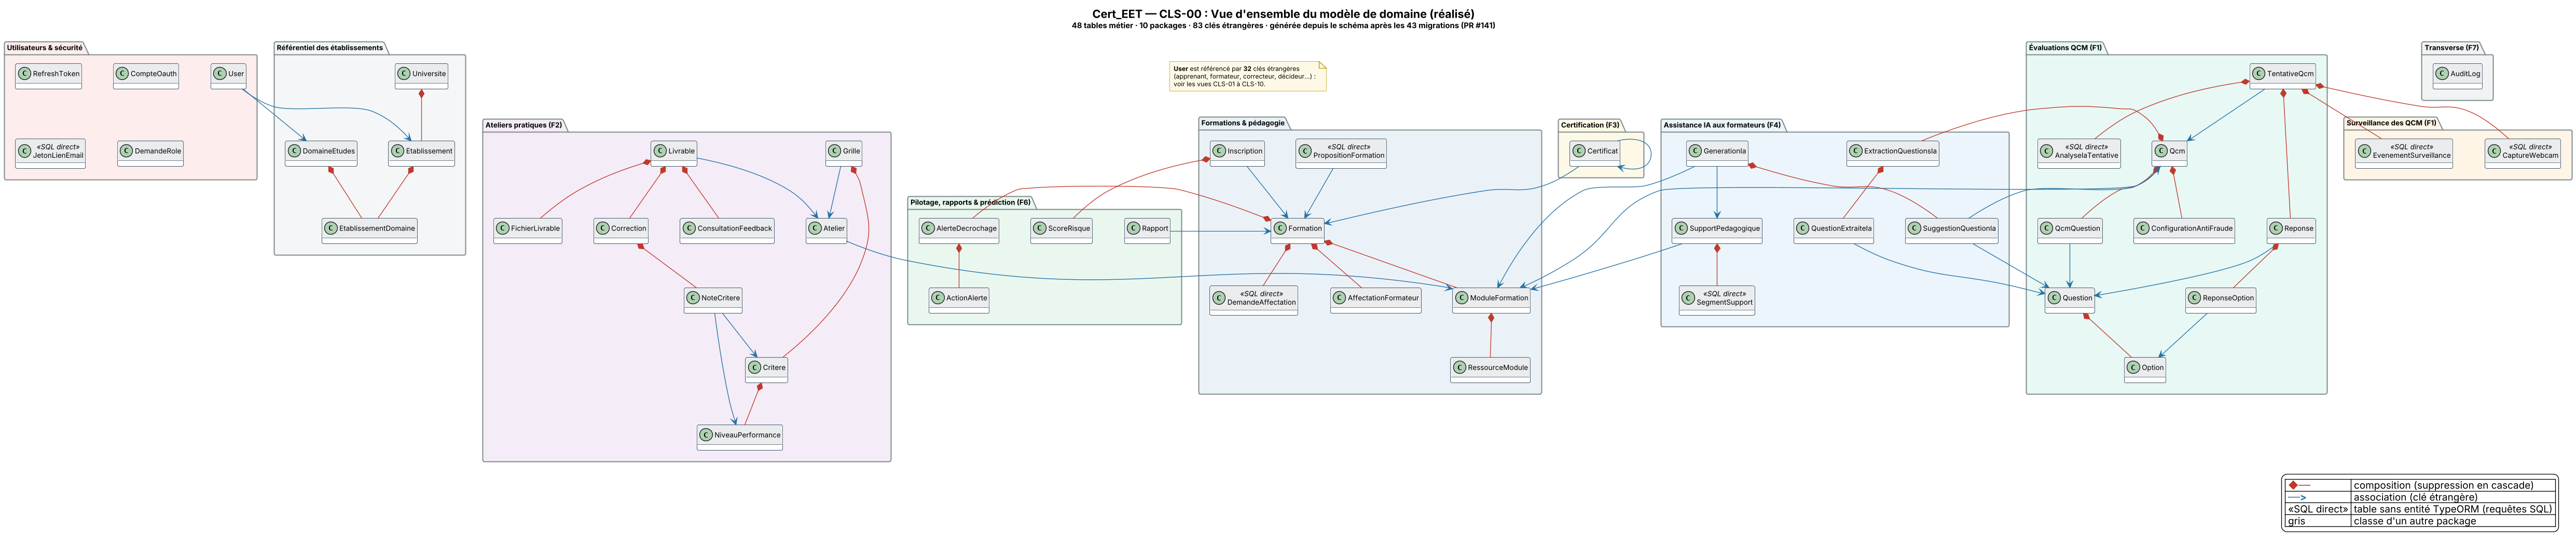 Cert_EET — CLS-00 : Vue d'ensemble du modèle de domaine (réalisé)
48 tables métier · 10 packages · 83 clés étrangères · générée depuis le schéma après les 43 migrations (PR #141)
Utilisateurs & sécurité
C RefreshToken
C CompteOauth
C User
C «SQL direct»
JetonLienEmail
C DemandeRole
Référentiel des établissements
C Universite
C DomaineEtudes
C Etablissement
C EtablissementDomaine
Ateliers pratiques (F2)
C Livrable
C Grille
C FichierLivrable
C Correction
C ConsultationFeedback
C Atelier
C NoteCritere
C Critere
C NiveauPerformance
Pilotage, rapports & prédiction (F6)
C AlerteDecrochage
C ScoreRisque
C Rapport
C ActionAlerte
User est référencé par 32 clés étrangères
(apprenant, formateur, correcteur, décideur...) :
voir les vues CLS-01 à CLS-10.
Formations & pédagogie
C Inscription
C «SQL direct»
PropositionFormation
C Formation
C «SQL direct»
DemandeAffectation
C AffectationFormateur
C ModuleFormation
C RessourceModule
Certification (F3)
C Certificat
Assistance IA aux formateurs (F4)
C GenerationIa
C ExtractionQuestionsIa
C SupportPedagogique
C QuestionExtraiteIa
C SuggestionQuestionIa
C «SQL direct»
SegmentSupport
Évaluations QCM (F1)
C TentativeQcm
C «SQL direct»
AnalyseIaTentative
C Qcm
C QcmQuestion
C ConfigurationAntiFraude
C Reponse
C Question
C ReponseOption
C Option
Surveillance des QCM (F1)
C «SQL direct»
EvenementSurveillance
C «SQL direct»
CaptureWebcam
Transverse (F7)
C AuditLog
composition (suppression en cascade)
association (clé étrangère)
«SQL direct» table sans entité TypeORM (requêtes SQL)
gris classe d'un autre package